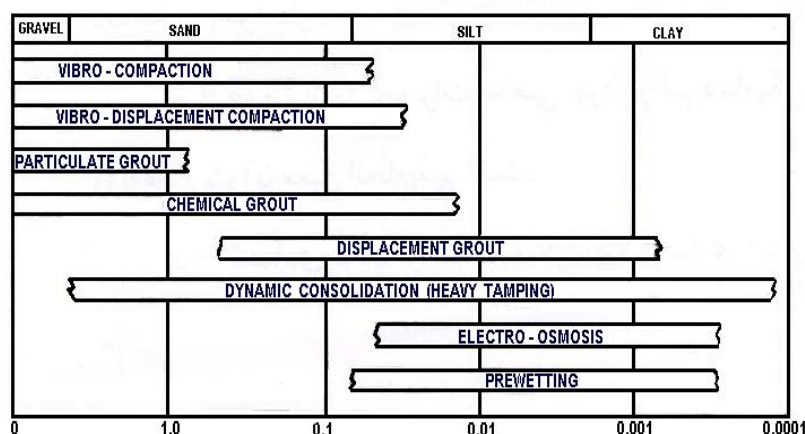 GRAVEL SAND SILT CLAY
VIBRO - COMPACTION
VIBRO - DISPLACEMENT COMPACTION
PARTICULATE GROUT
CHEMICAL GROUT
DISPLACEMENT GROUT
DYNAMIC CONSOLIDATION (HEAVY TAMPING)
ELECTRO - OSMOSIS
PREWETTING
0 1.0 0.1 0.01 0.001 0.0001